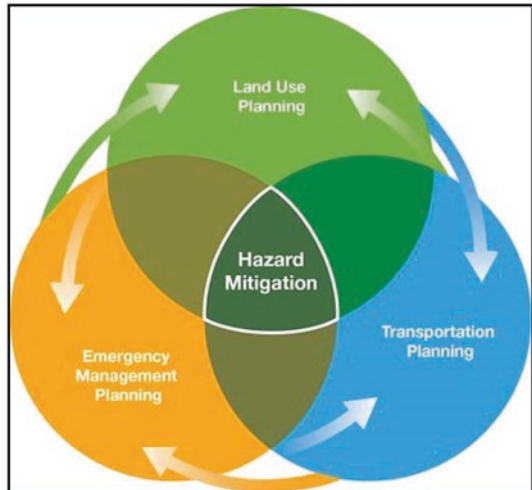 Land Use
Planning
Hazard
Mitigation
Transportation
Planning
Emergency
Management
Planning